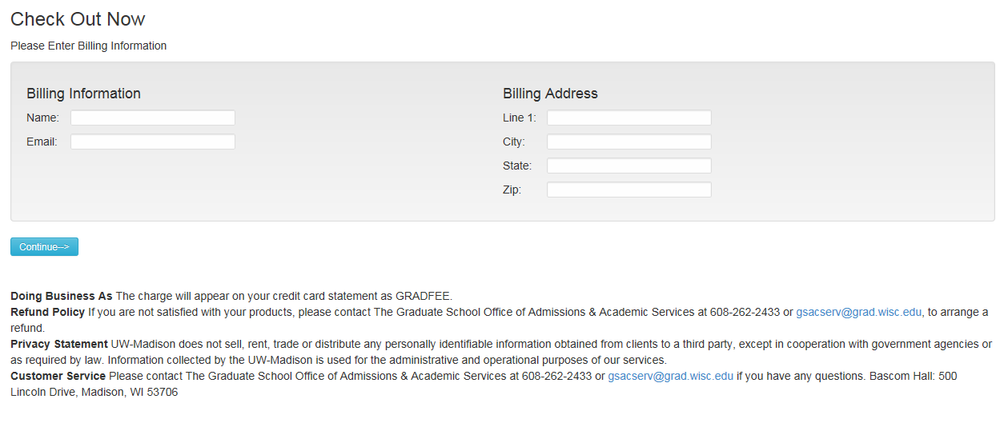 Check Out Now
Please Enter Billing Information
Billing Information
Name:
Email:
Billing Address
Line 1:
City:
State:
Zip:
Continue-->
Doing Business As The charge will appear on your credit card statement as GRADFEE.
Refund Policy If you are not satisfied with your products, please contact The Graduate School Office of Admissions & Academic Services at 608-262-2433 or gsacserv@grad.wisc.edu, to arrange a
refund.
Privacy Statement UW-Madison does not sell, rent, trade or distribute any personally identifiable information obtained from clients to a third party, except in cooperation with government agencies or
as required by law. Information collected by the UW-Madison is used for the administrative and operational purposes of our services.
Customer Service Please contact The Graduate School Office of Admissions & Academic Services at 608-262-2433 or gsacserv@grad.wisc.edu if you have any questions. Bascom Hall: 500
Lincoln Drive, Madison, WI 53706